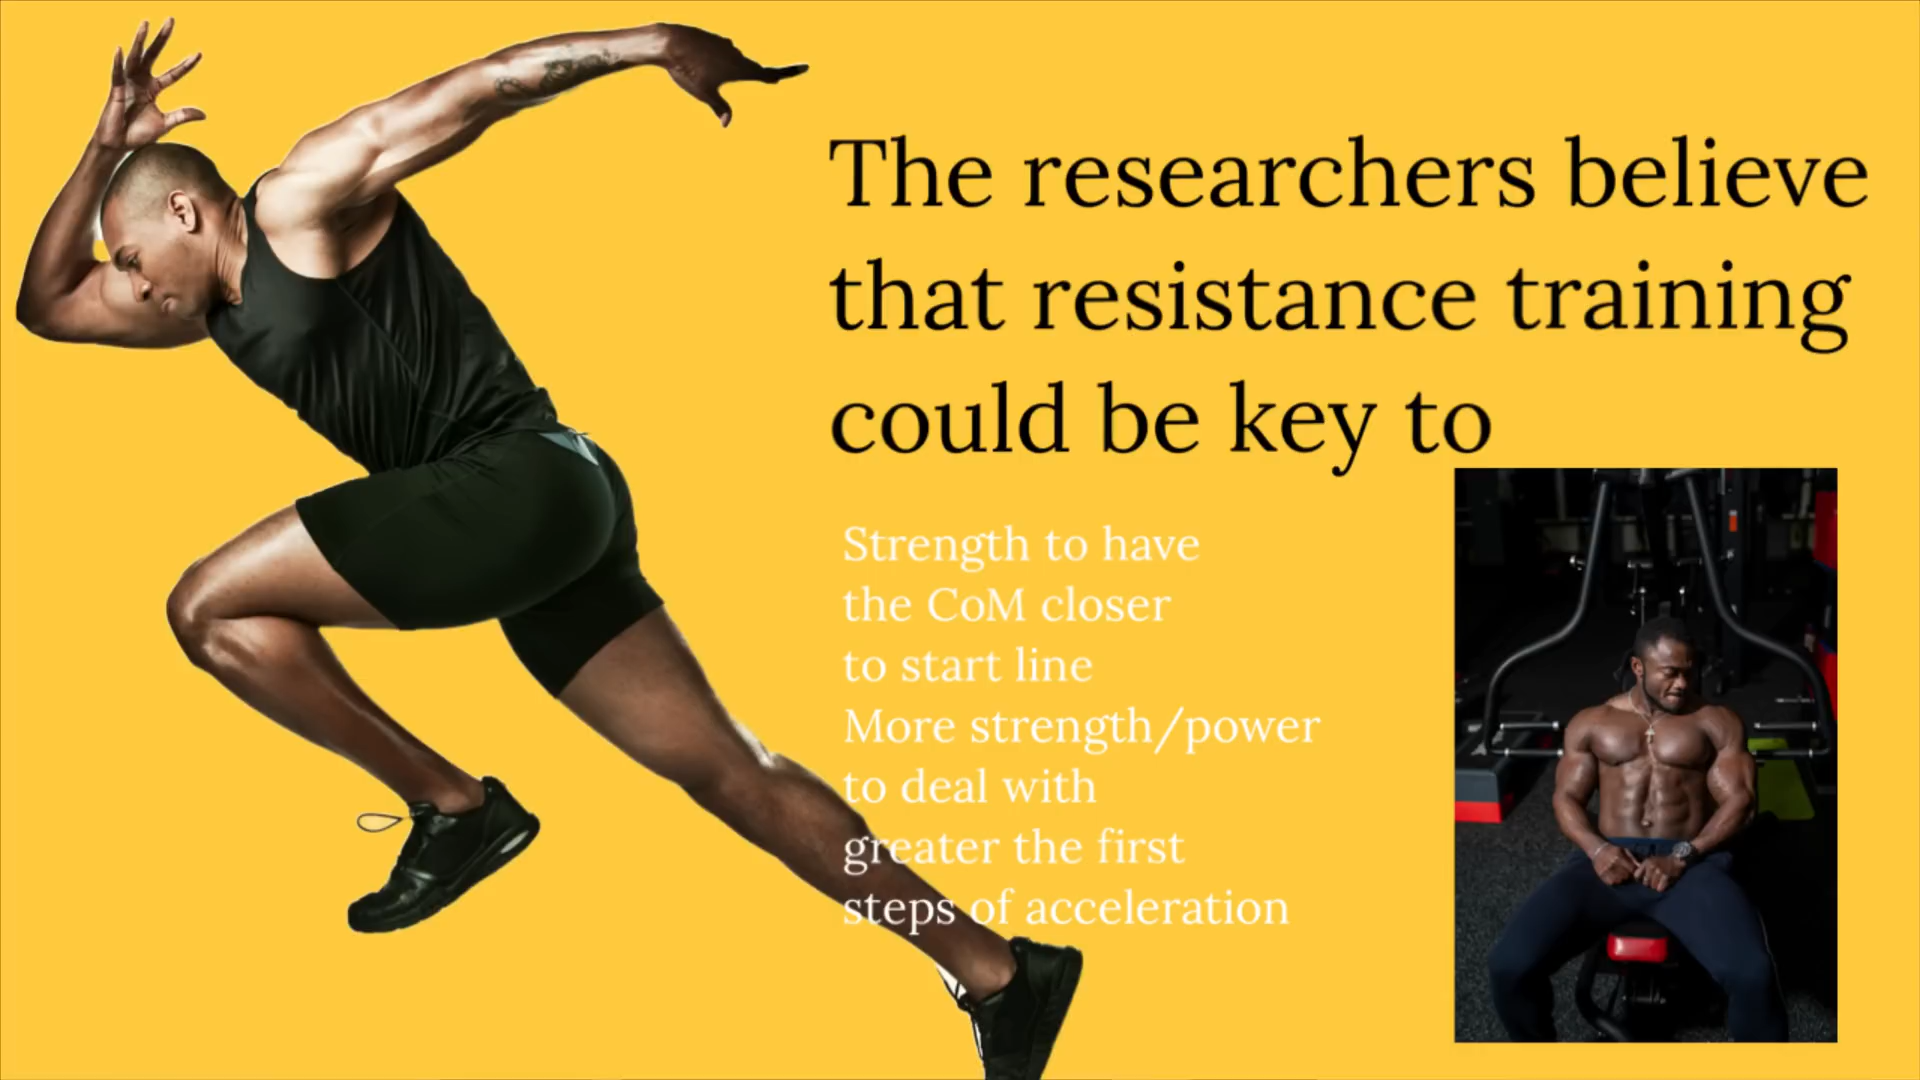 The researchers believe
that resistance training
could be key to
Strength to have
the CoM closer
to start line
More strength/power
to deal with
greater the first
steps of acceleration